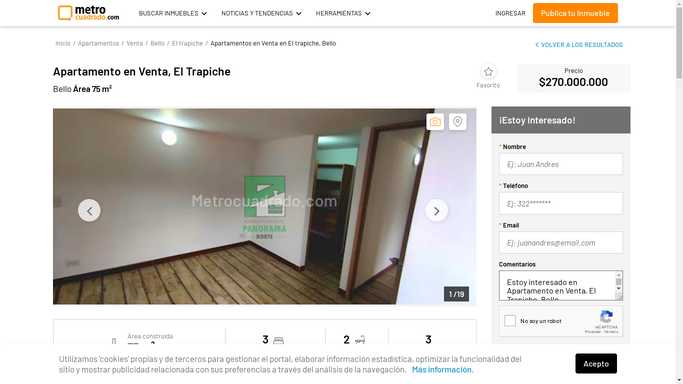 metro
cuadrado.com
BUSCAR INMUEBLES
NOTICIAS Y TENDENCIAS
HERRAMIENTAS
INGRESAR
Publica tu Inmueble
Inicio / Apartamentos / Venta / Bello / El trapiche / Apartamentos en Venta en El trapiche, Bello
VOLVER A LOS RESULTADOS
Apartamento en Venta, El Trapiche
Bello Área 75 m²
Favorito
Precio
$270.000.000
Metrocuadrado.com
PANORAMA
NORTE
1 /19
¡Estoy Interesado!
* Nombre
Ej: Juan Andres
* Teléfono
Ej: 322*******
* Email
Ej: juanandres@email.com
Comentarios
Estoy interesado en
Apartamento en Venta, El
Trapiche, Bello
No soy un robot
reCAPTCHA
Privacidad - Términos
Área construida
3
2
3
Utilizamos 'cookies' propias y de terceros para gestionar el portal, elaborar información estadística, optimizar la funcionalidad del
sitio y mostrar publicidad relacionada con sus preferencias a través del análisis de la navegación. Más información.
Acepto